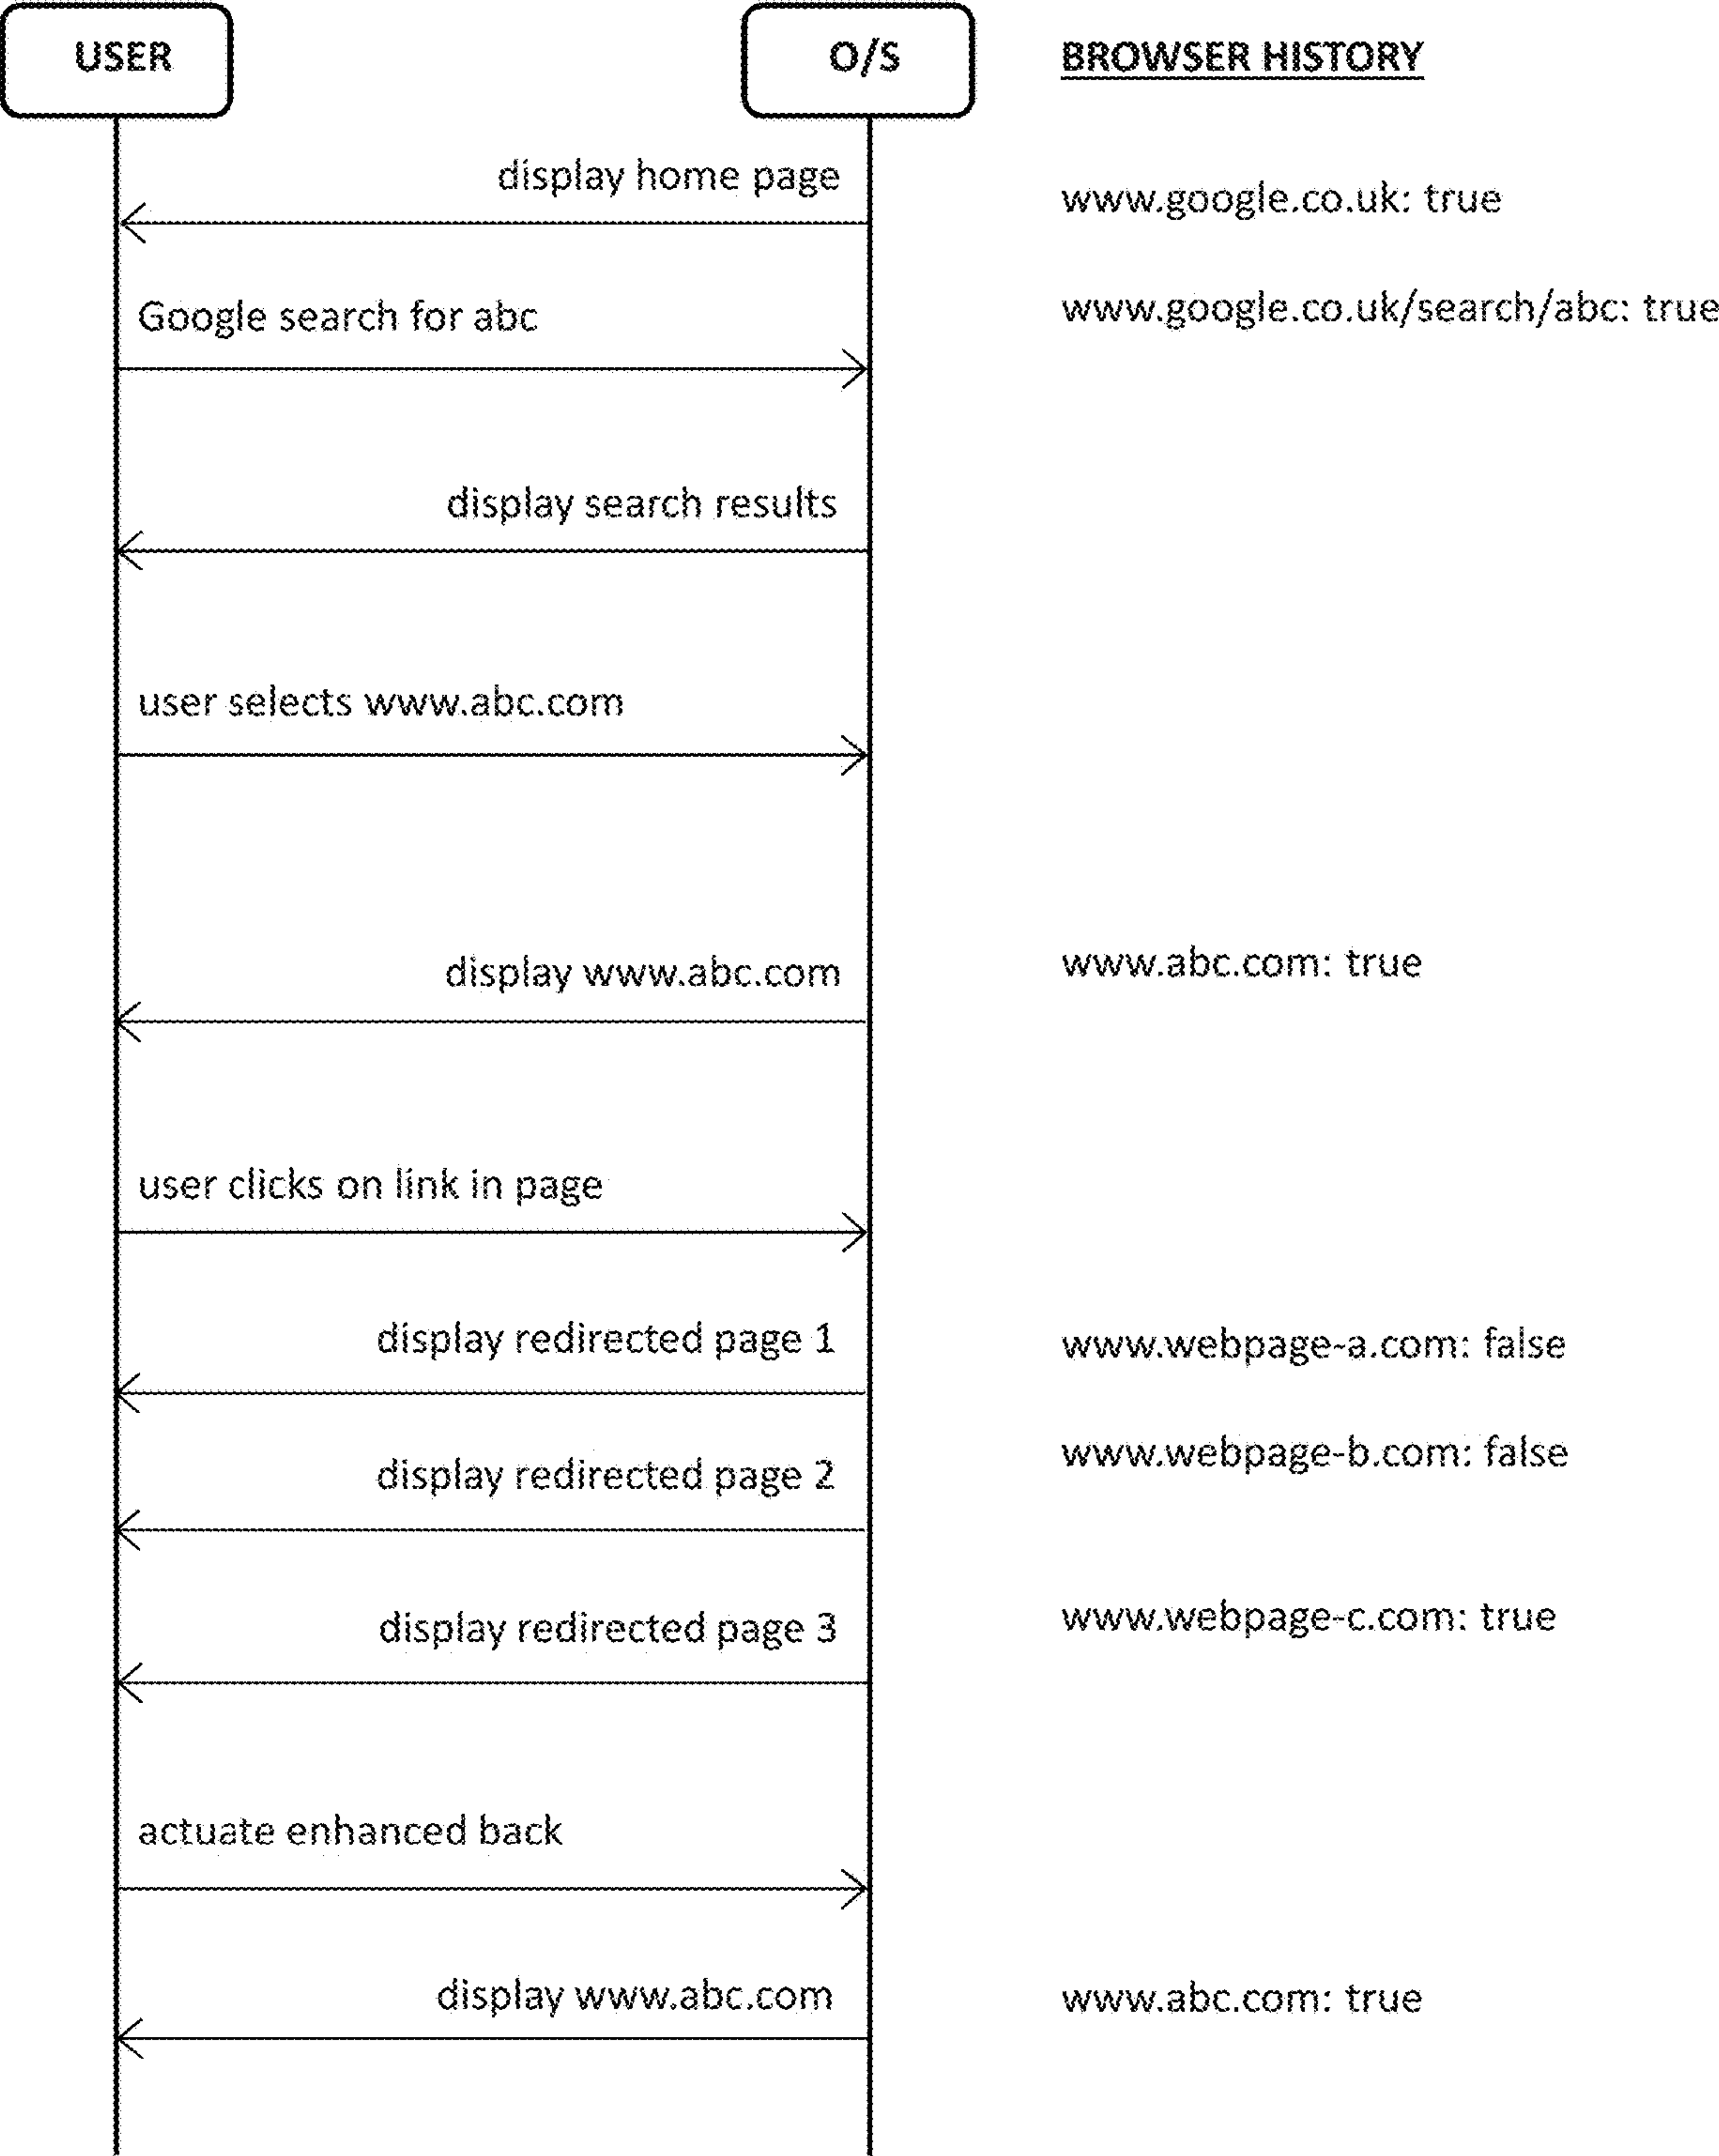 USER
O/S
BROWSER HISTORY
display home page
www.google.co.uk: true
Google search for abc
www.google.co.uk/search/abc: true
display search results
user selects www.abc.com
display www.abc.com
www.abc.com: true
user clicks on link in page
display redirected page 1
www.webpage-a.com: false
display redirected page 2
www.webpage-b.com: false
display redirected page 3
www.webpage-c.com: true
actuate enhanced back
display www.abc.com
www.abc.com: true